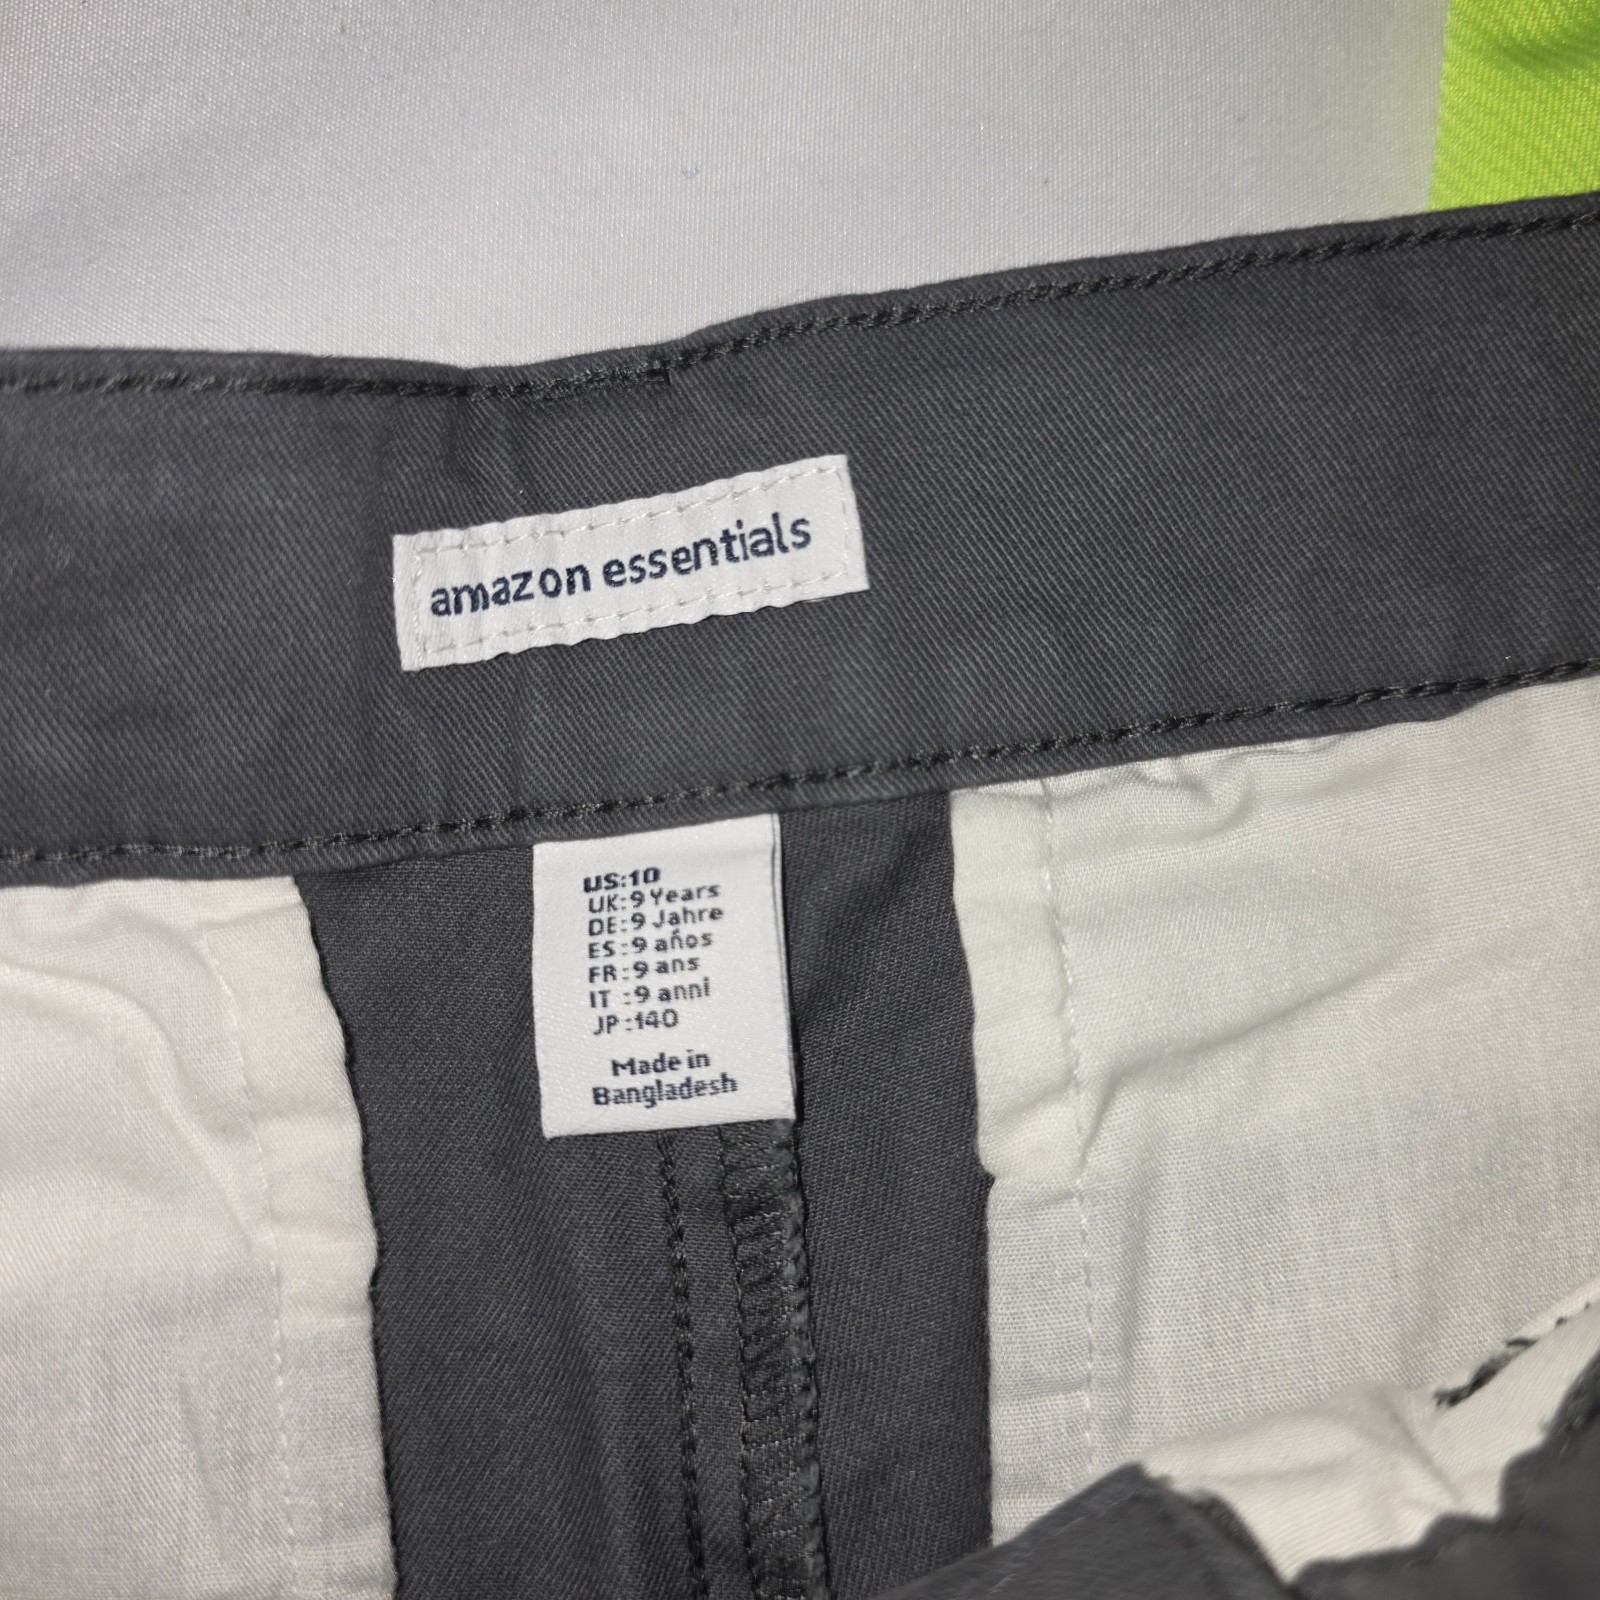 amazon essentials
US:10
UK:9 Years
DE:9 Jahre
ES:9 años
FR:9 ans
IT :9 anni
JP:140
Made in
Bangladesh